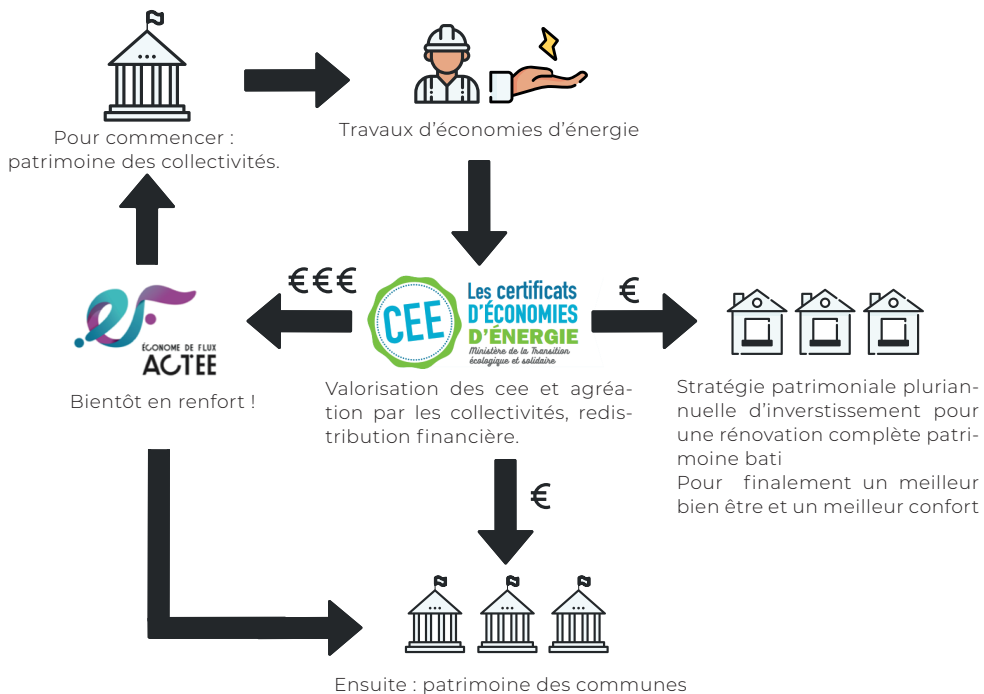 Pour commencer :
patrimoine des collectivités.
Travaux d'économies d'énergie
€€€
CEE
Les certificats
D'ÉCONOMIES
D'ÉNERGIE
Ministère de la Transition
écologique et solidaire
€
ÉCONOME DE FLUX
ACTEE
Bientôt en renfort !
Valorisation des cee et agréa-
tion par les collectivités, redis-
tribution financière.
Stratégie patrimoniale plurian-
nuelle d'inverstissement pour
une rénovation complète patri-
moine bati
Pour finalement un meilleur
bien être et un meilleur confort
€
Ensuite : patrimoine des communes